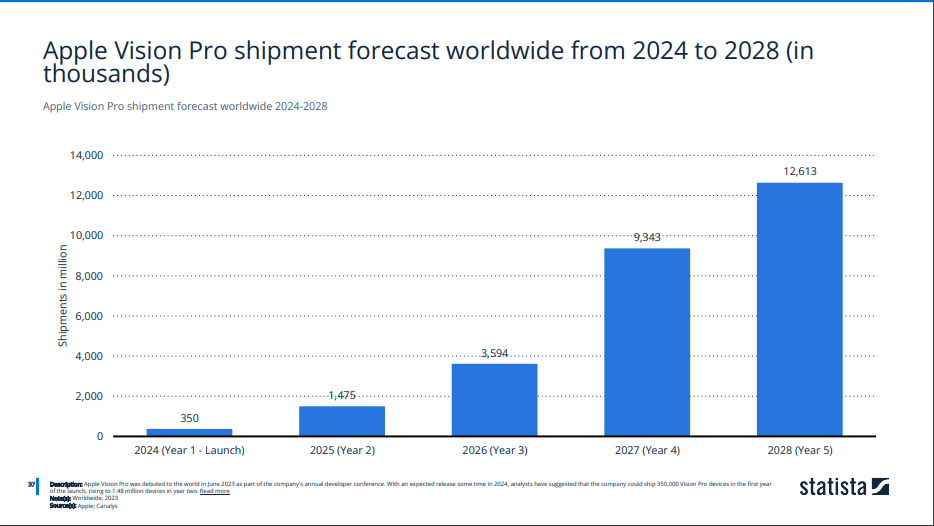 Apple Vision Pro shipment forecast worldwide from 2024 to 2028 (in
thousands)
Apple Vision Pro shipment forecast worldwide 2024-2028
Shipments in million
14,000
12,000
10,000
8,000
6,000
4,000
2,000
0
350
1,475
3,594
9,343
12,613
2024 (Year 1 - Launch)
2025 (Year 2)
2026 (Year 3)
2027 (Year 4)
2028 (Year 5)
37
Description: Apple Vision Pro was debuted to the world in June 2023 as part of the company's annual developer conference. With an expected release some time in 2024, analysts have suggested that the company could ship 350,000 Vision Pro devices in the first year
of the launch, rising to 1.48 million devices in year two. Read more
Note(s): Worldwide; 2023
Source(s): Apple; Canalys
statista